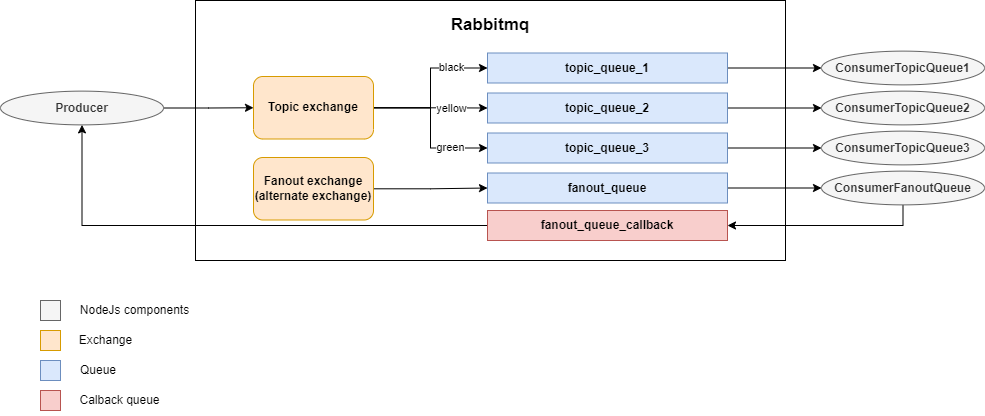 Rabbitmq
Producer
Topic exchange
black
yellow
green
topic_queue_1
topic_queue_2
topic_queue_3
ConsumerTopicQueue1
ConsumerTopicQueue2
ConsumerTopicQueue3
Fanout exchange
(alternate exchange)
fanout_queue
ConsumerFanoutQueue
fanout_queue_callback
NodeJs components
Exchange
Queue
Calback queue